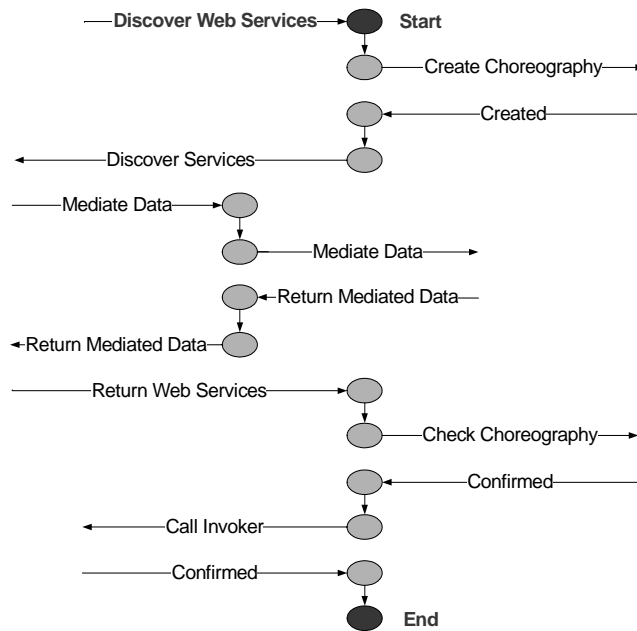 Discover Web Services Start
Create Choreography
Created
Discover Services
Mediate Data
Mediate Data
Return Mediated Data
Return Mediated Data
Return Web Services
Check Choreography
Confirmed
Call Invoker
Confirmed
End